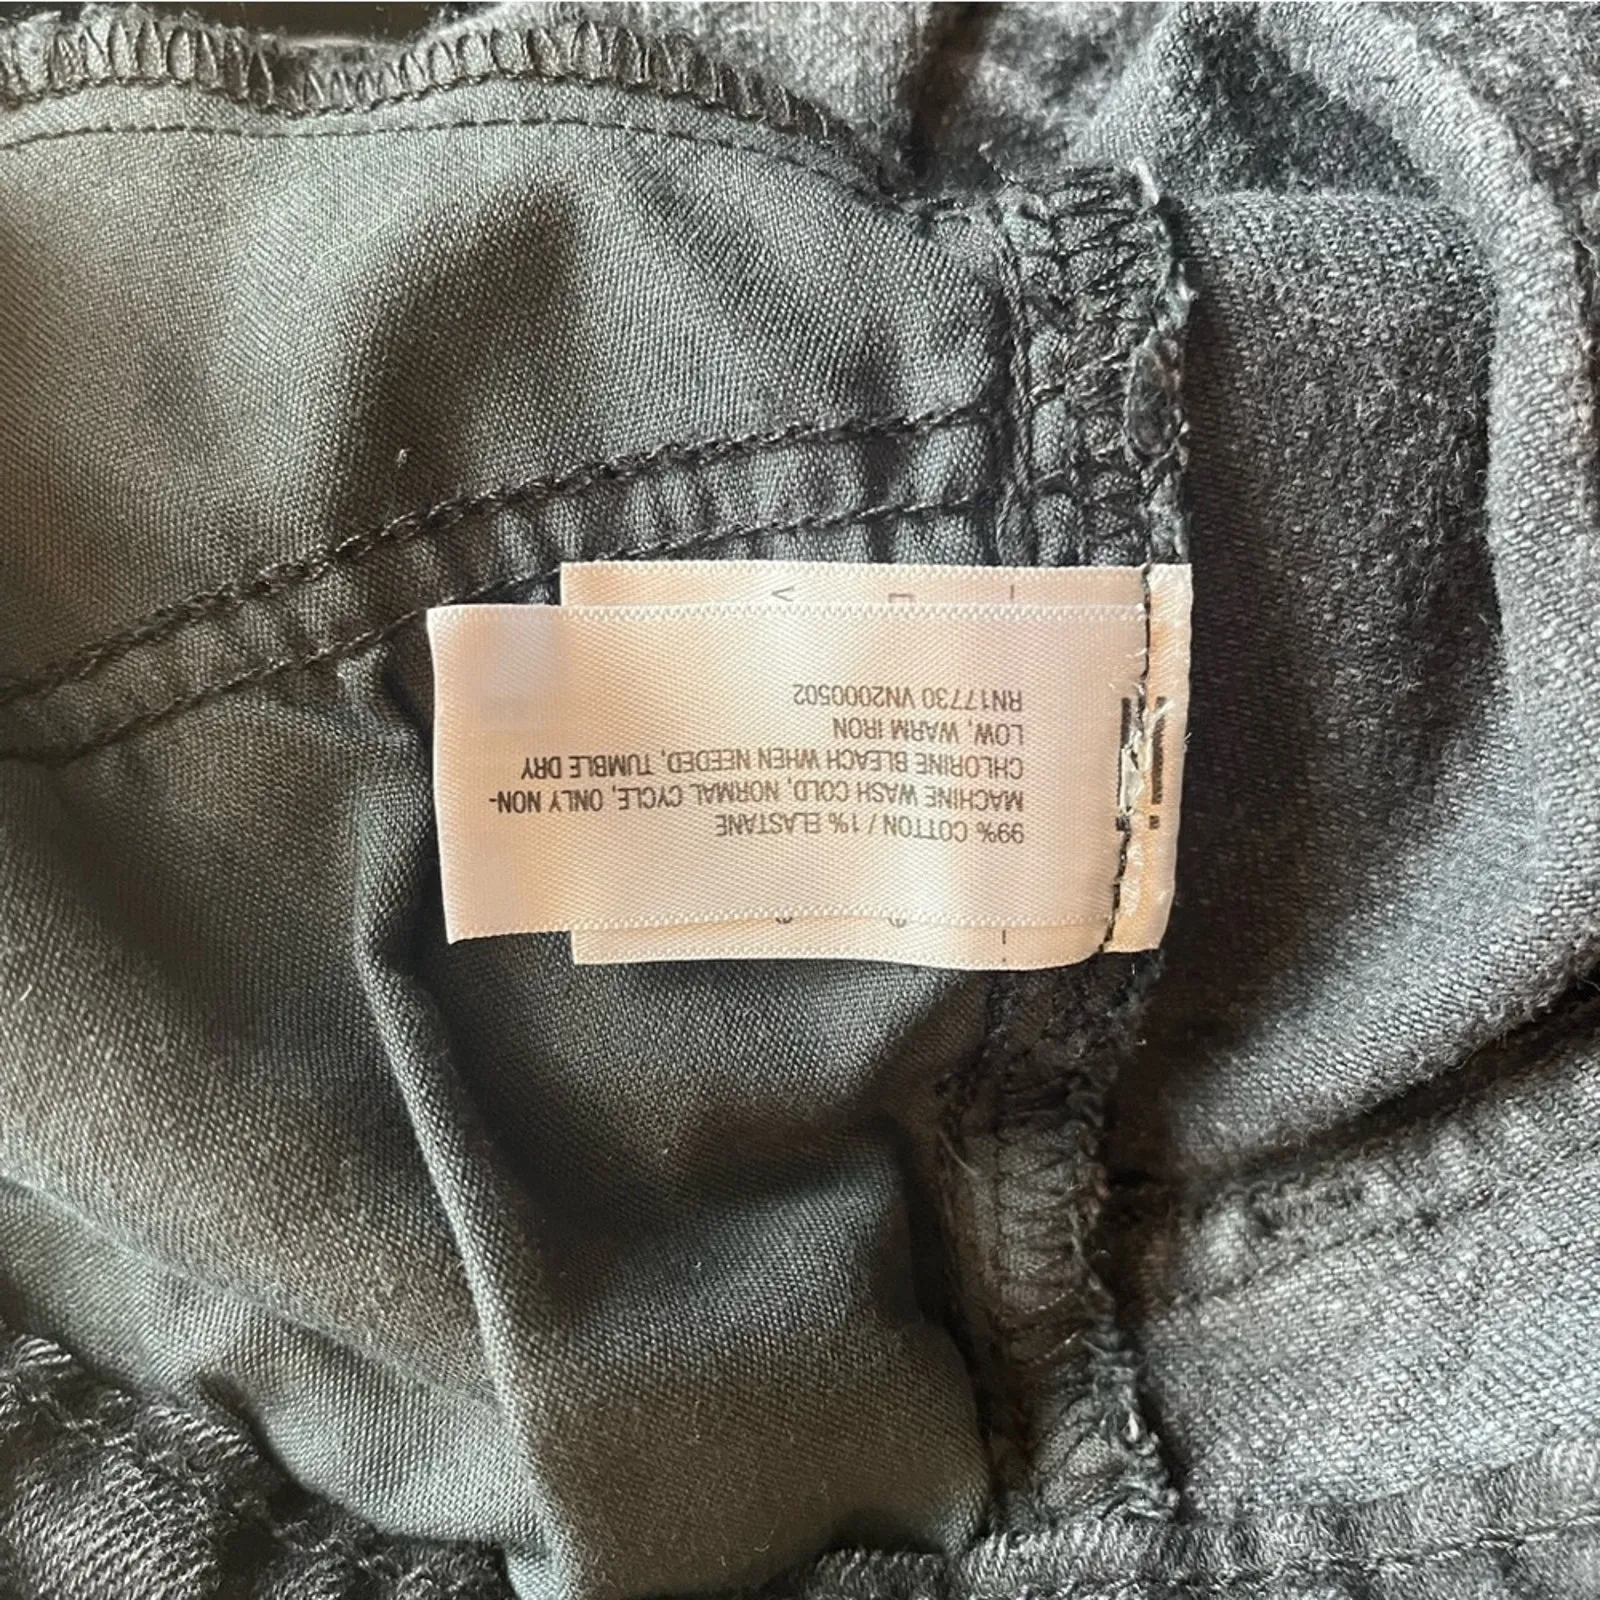 99% COTTON / 1% ELASTANE
MACHINE WASH COLD, NORMAL CYCLE, ONLY NON-
CHLORINE BLEACH WHEN NEEDED, TUMBLE DRY
LOW, WARM IRON
RN17730 VN2000502